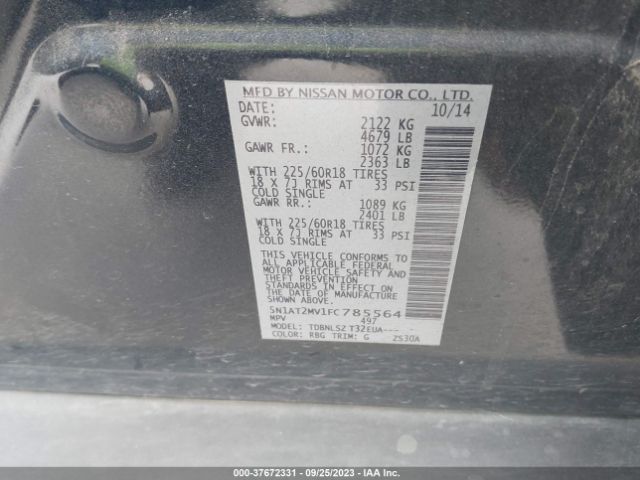 MFD BY NISSAN MOTOR CO., LTD.
DATE: 10/14
GVWR: 2122 KG
4679 LB
GAWR FR.: 1072 KG
2363 LB
WITH 225/60R18 TIRES
18 X 7J RIMS AT 33 PSI
COLD SINGLE
GAWR RR.: 1089 KG
2401 LB
WITH 225/60R18 TIRES
18 X 7J RIMS AT 33 PSI
COLD SINGLE
THIS VEHICLE CONFORMS TO
ALL APPLICABLE FEDERAL
MOTOR VEHICLE SAFETY AND
THEFT PREVENTION
STANDARDS IN EFFECT ON
THE DATE OF MANUFACTURE
SHOWN ABOVE.
5N1AT2MV1FC785564
MPV 497
MODEL: TDBNLSZ T32EUA---
COLOR: RBG TRIM: G 2S30A
000-37672331 - 09/25/2023 - IAA Inc.